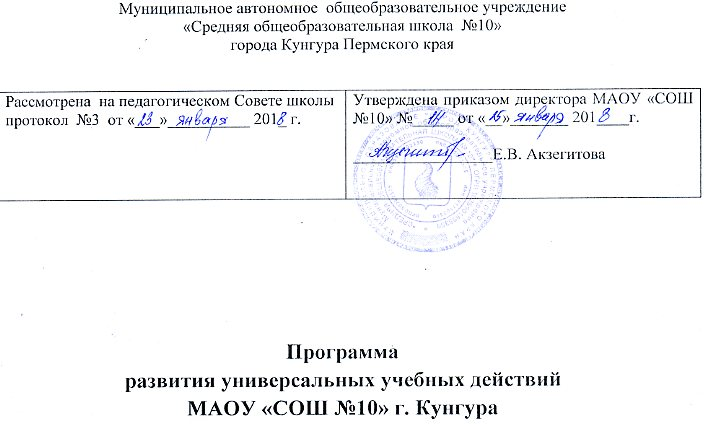 Муниципальное автономное общеобразовательное учреждение
«Средняя общеобразовательная школа №10»
города Кунгура Пермского края
Рассмотрена на педагогическом Совете школы
протокол №3 от «23» января 2018 г.
Утверждена приказом директора МАОУ «СОШ
№10» № 14 от «25» января 2018 г.
Е.В. Акзегитова
Программа
развития универсальных учебных действий
МАОУ «СОШ №10» г. Кунгура